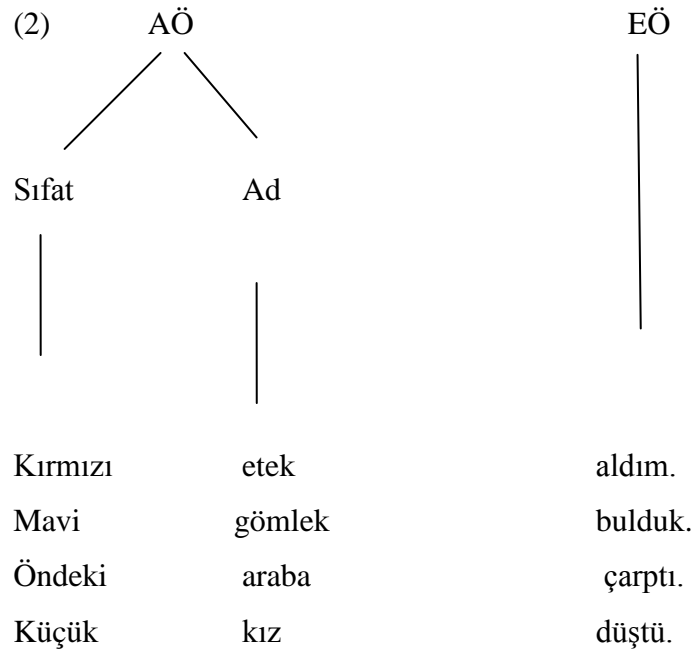 (2) AÖ EÖ
Sıfat Ad
Kırmızı etek aldım.
Mavi gömlek bulduk.
Öndeki araba çarptı.
Küçük kız düştü.